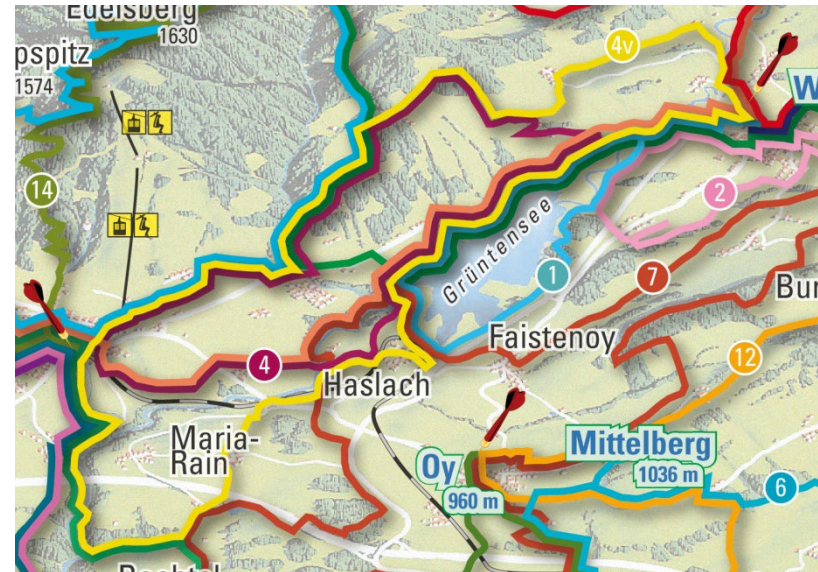 Edelsberg
1630
pspitz
1574
4v
W
14
2
Grüntensee
1
7
Bur
Faistenoy
12
4
Haslach
Maria-
Rain
Oy
960 m
Mittelberg
1036 m
6